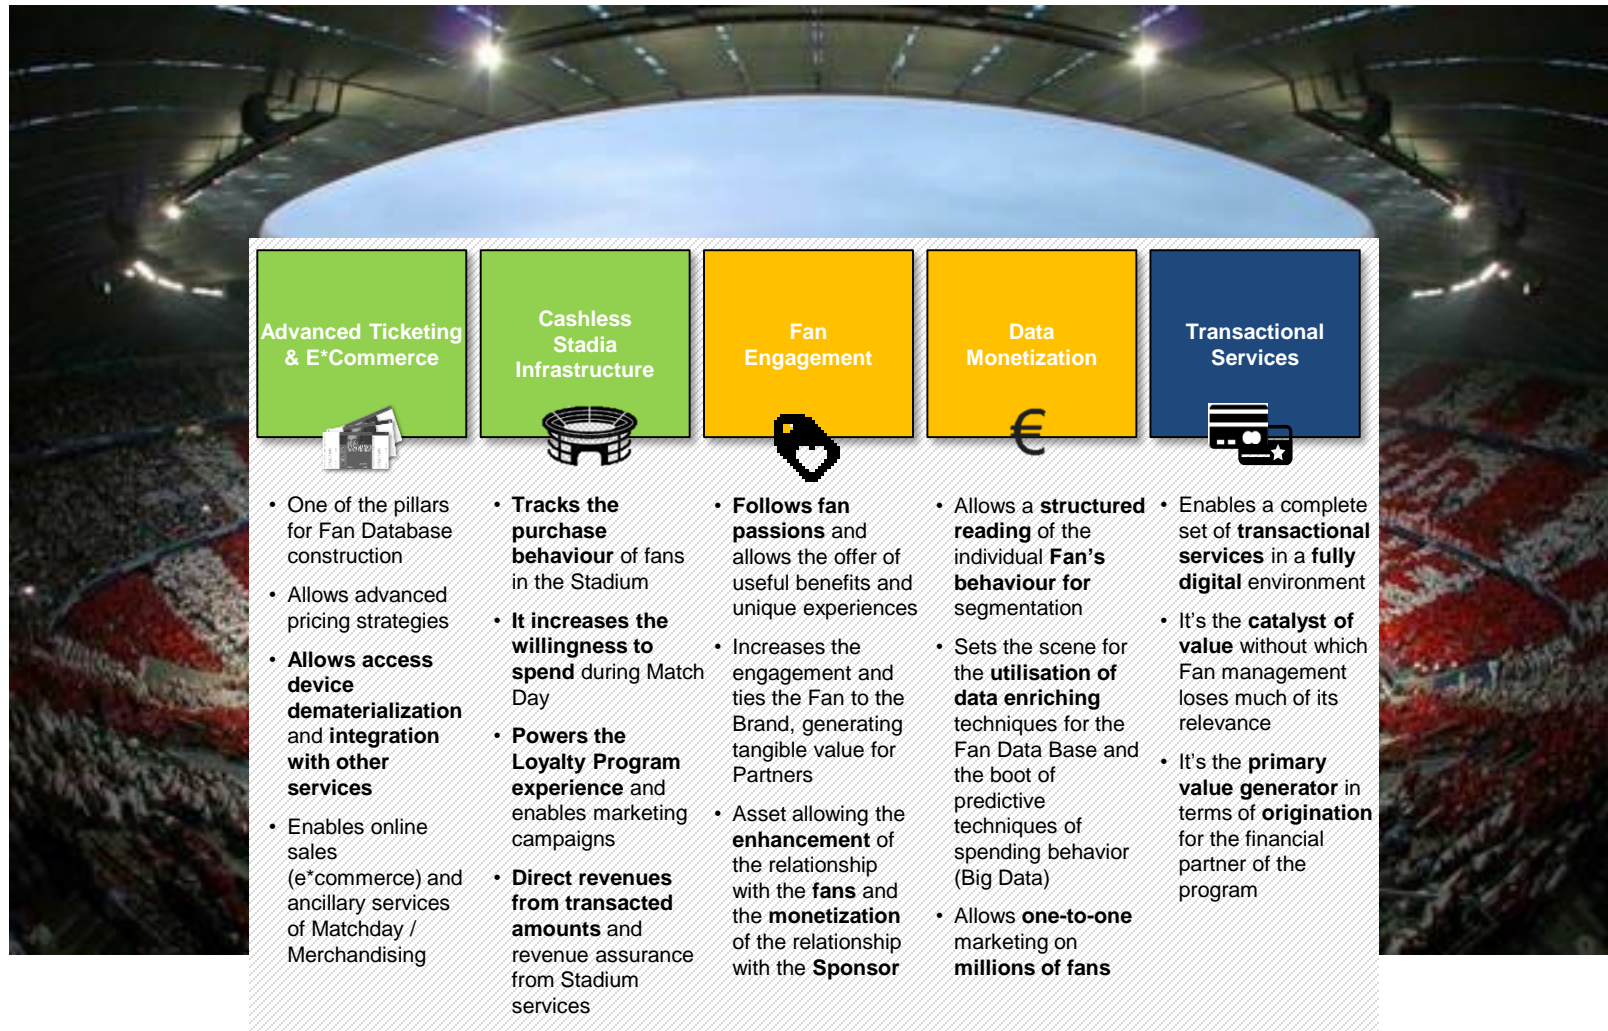 Advanced Ticketing
& E*Commerce
Cashless
Stadia
Infrastructure
Fan
Engagement
Data
Monetization
€
Transactional
Services
• One of the pillars
for Fan Database
construction
• Allows advanced
pricing strategies
• Allows access
device
dematerialization
and integration
with other
services
• Enables online
sales
(e*commerce) and
ancillary services
of Matchday /
Merchandising
• Tracks the
purchase
behaviour of fans
in the Stadium
• It increases the
willingness to
spend during Match
Day
• Powers the
Loyalty Program
experience and
enables marketing
campaigns
• Direct revenues
from transacted
amounts and
revenue assurance
from Stadium
services
• Follows fan
passions and
allows the offer of
useful benefits and
unique experiences
• Increases the
engagement and
ties the Fan to the
Brand, generating
tangible value for
Partners
• Asset allowing the
enhancement of
the relationship
with the fans and
the monetization
of the relationship
with the Sponsor
• Allows a structured
reading of the
individual Fan's
behaviour for
segmentation
• Sets the scene for
the utilisation of
data enriching
techniques for the
Fan Data Base and
the boot of
predictive
techniques of
spending behavior
(Big Data)
• Allows one-to-one
marketing on
millions of fans
• Enables a complete
set of transactional
services in a fully
digital environment
• It's the catalyst of
value without which
Fan management
loses much of its
relevance
• It's the primary
value generator in
terms of origination
for the financial
partner of the
program